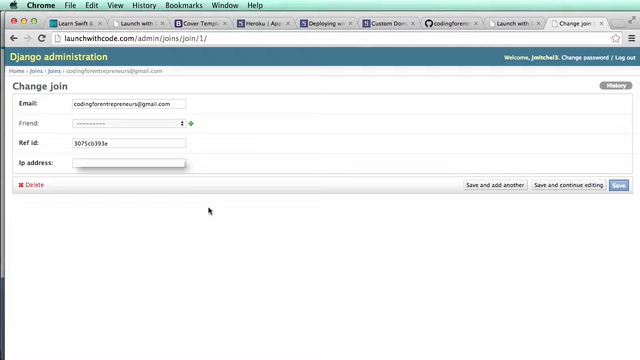 Chrome File Edit View History Bookmarks Window Help
Learn Swift & Launch with Cover Templa Heroku | App Deploying wi Custom Dom codingforent Launch with Change join
launchwithcode.com/admin/joins/join/1/
Django administration
Welcome, jmitchel3. Change password / Log out
Home › Joins › Joins › codingforentrepreneurs@gmail.com
Change join
History
Email: codingforentrepreneurs@gmail.com
Friend: ---------
Ref id: 3075cb393e
Ip address:
Delete Save and add another Save and continue editing Save